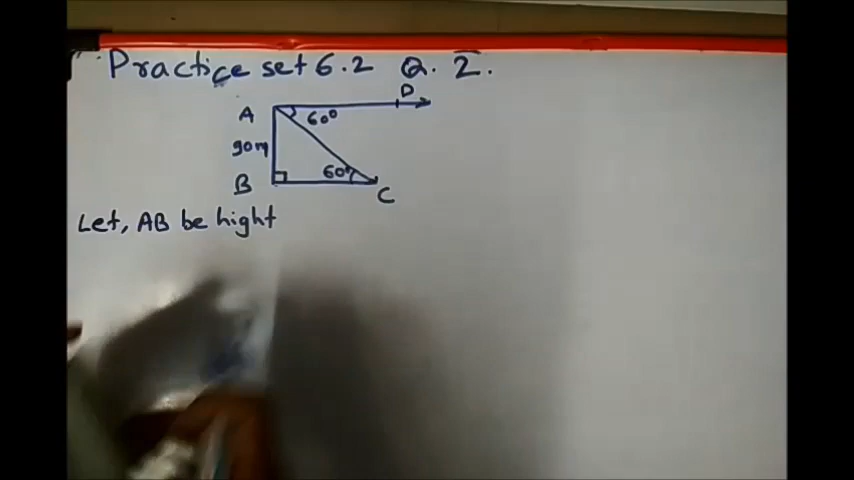 Practice set 6.2 Q. 2.
D
A 60°
90m
60°
B
C
Let, AB be hight